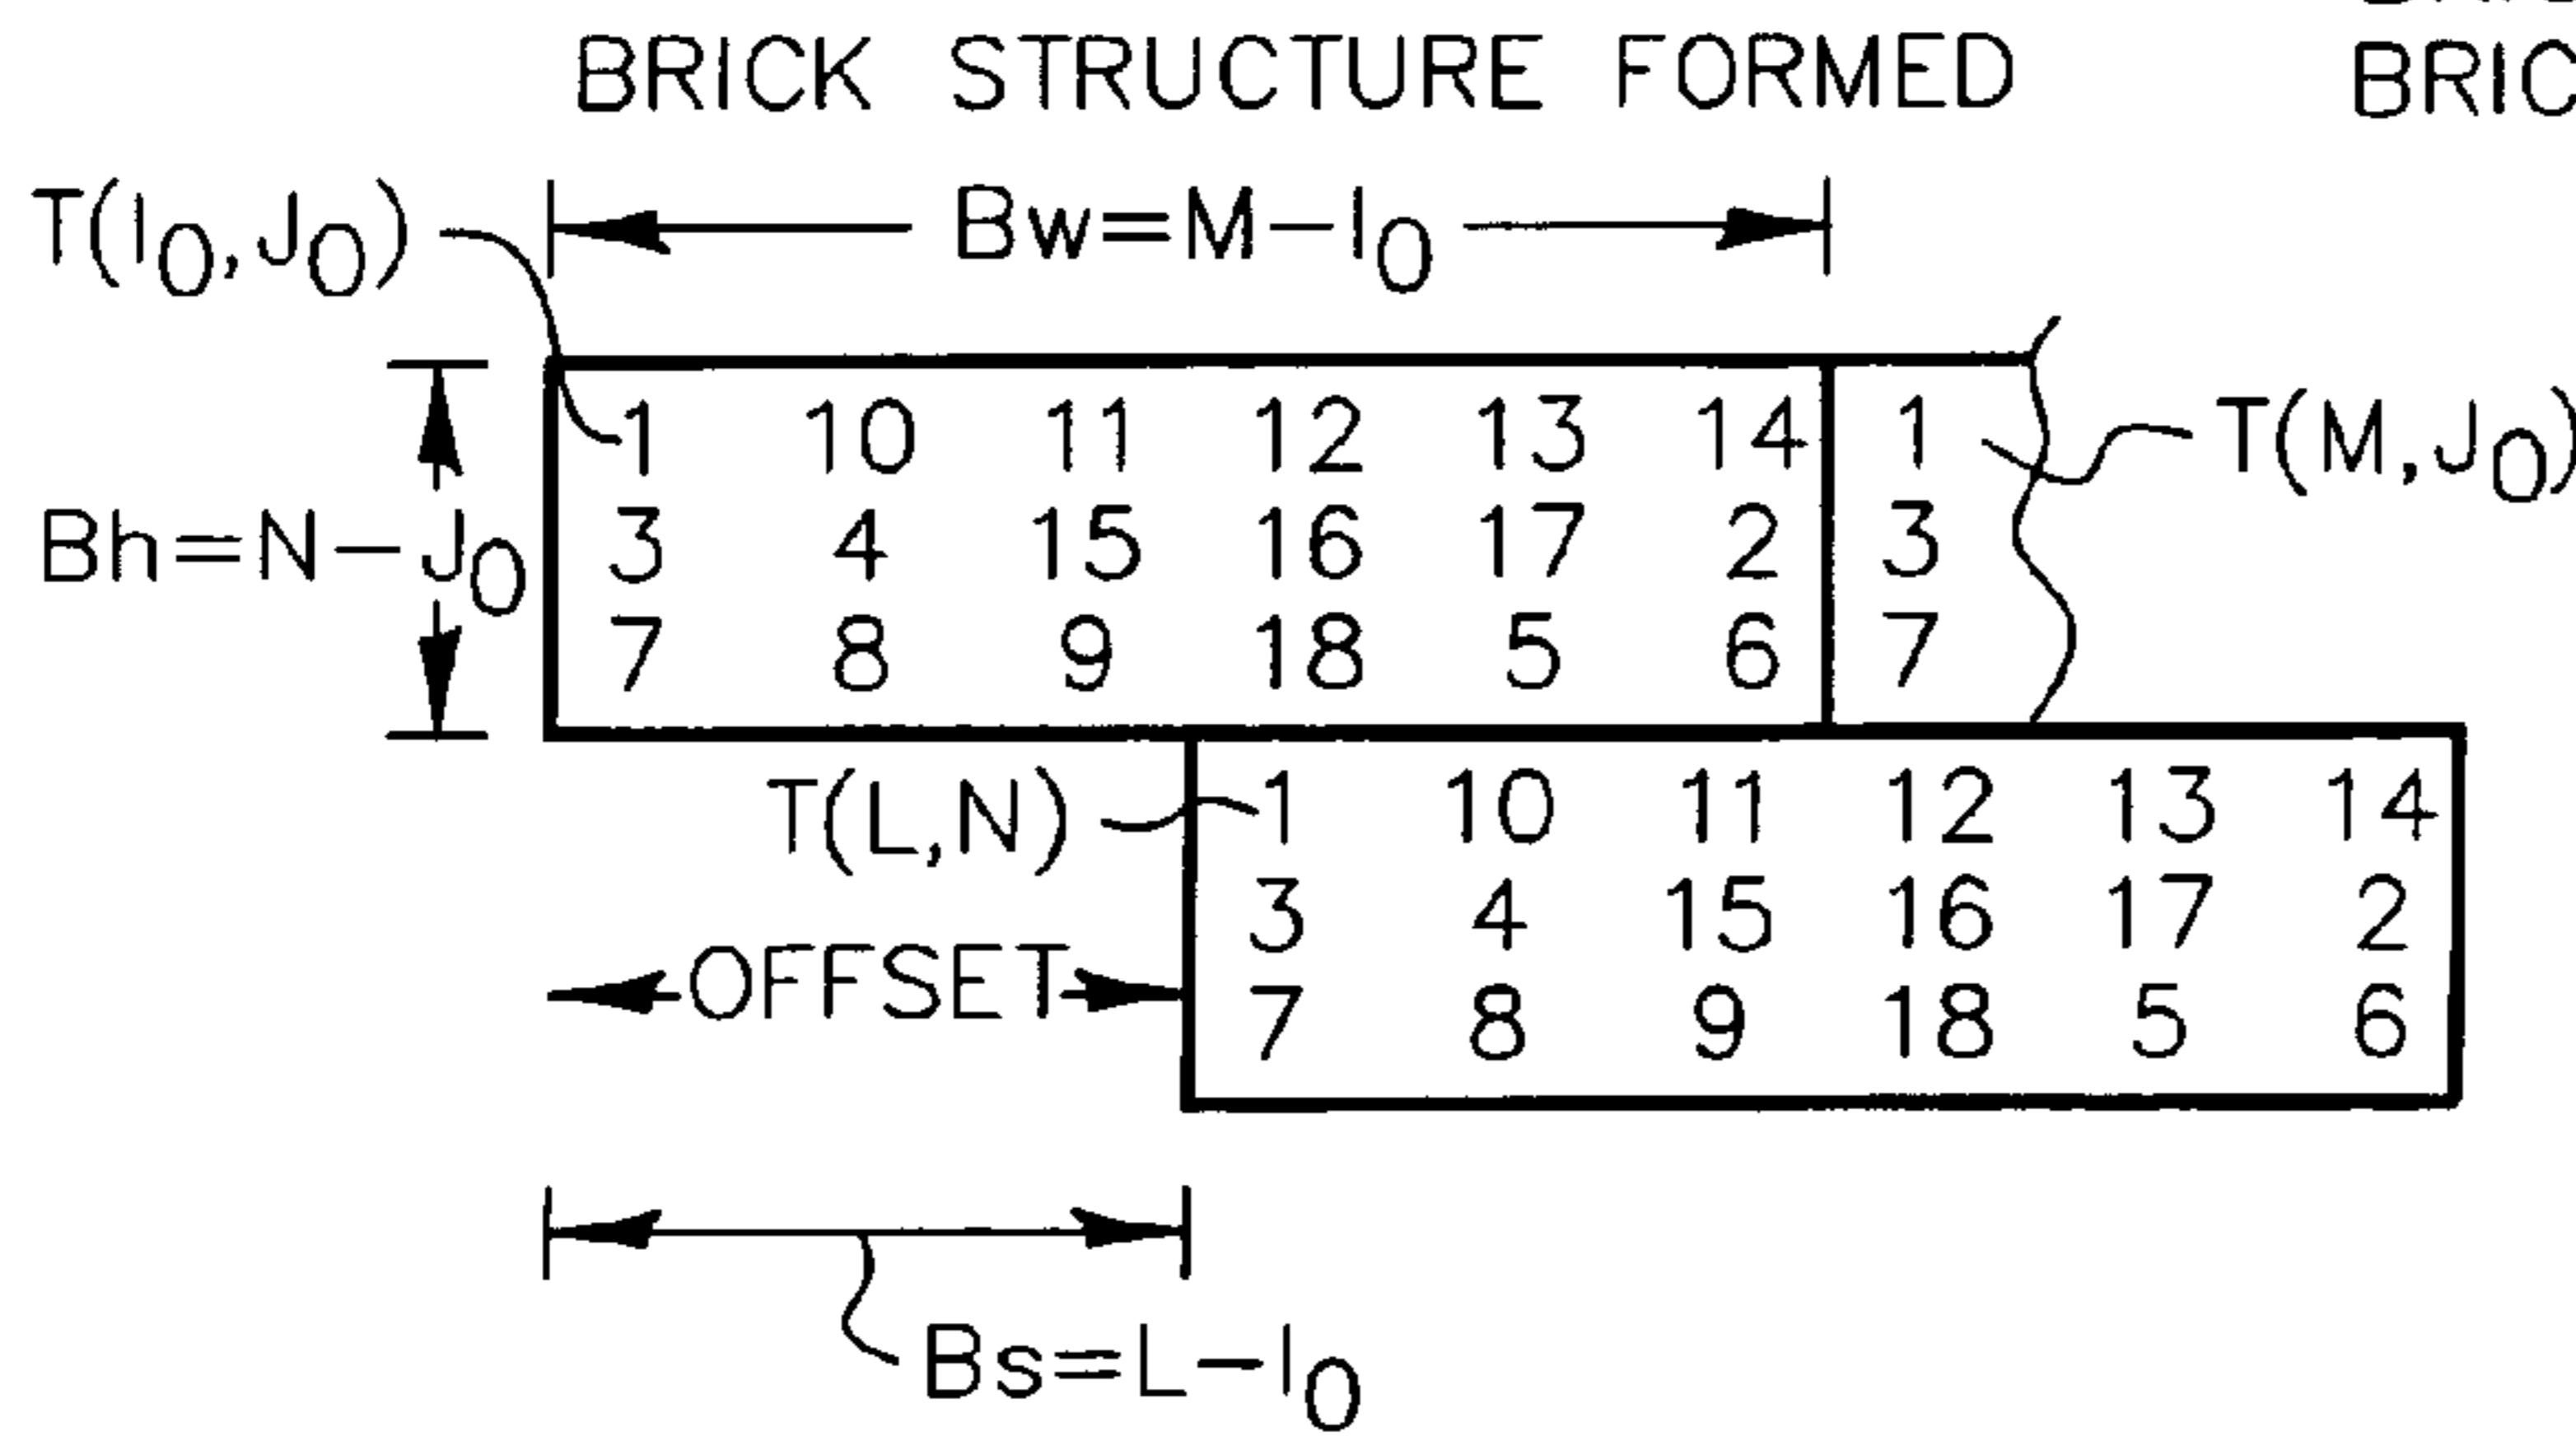 BRICK STRUCTURE FORMED
BRIC
T(I₀,J₀)
Bw=M-I₀
1 10 11 12 13 14 1
T(M,J₀)
Bh=N-J₀
3 4 15 16 17 2 3
7 8 9 18 5 6 7
T(L,N)
1 10 11 12 13 14
3 4 15 16 17 2
OFFSET
7 8 9 18 5 6
Bs=L-I₀